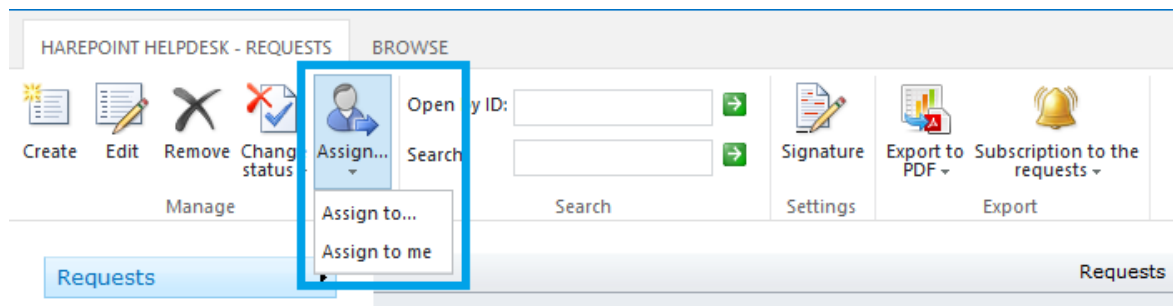 HAREPOINT HELPDESK - REQUESTS BROWSE
Open by ID:
Create Edit Remove Change status Assign... Search Signature Export to PDF Subscription to the requests
Manage Search Settings Export
Assign to...
Assign to me
Requests Requests